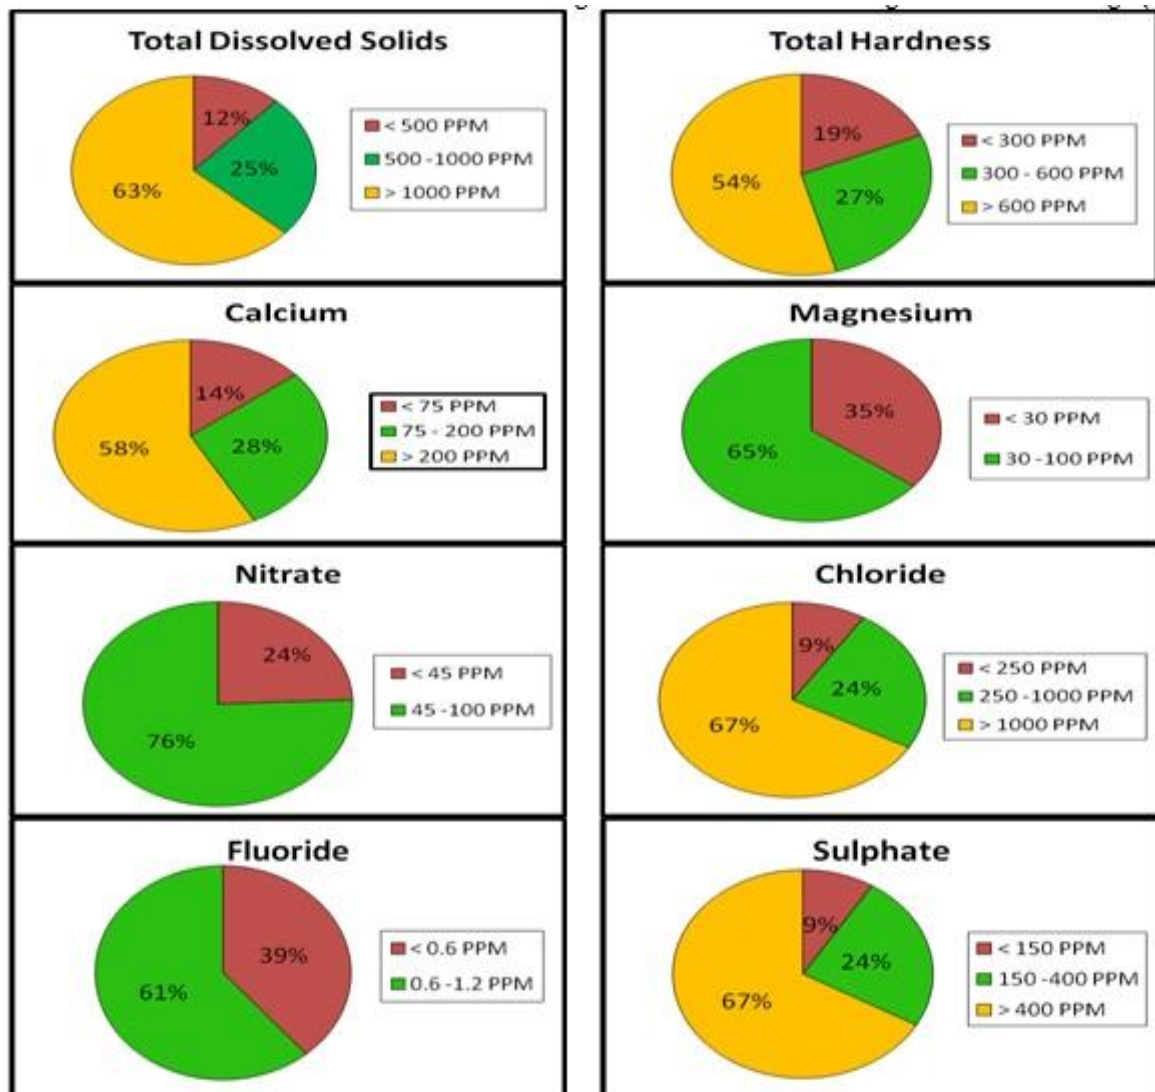 Total Dissolved Solids
12%
25%
63%
< 500 PPM
500 -1000 PPM
> 1000 PPM
Total Hardness
19%
27%
54%
< 300 PPM
300 - 600 PPM
> 600 PPM
Calcium
14%
28%
58%
< 75 PPM
75 - 200 PPM
> 200 PPM
Magnesium
35%
65%
< 30 PPM
30 -100 PPM
Nitrate
24%
76%
< 45 PPM
45 -100 PPM
Chloride
9%
24%
67%
< 250 PPM
250 -1000 PPM
> 1000 PPM
Fluoride
39%
61%
< 0.6 PPM
0.6 -1.2 PPM
Sulphate
9%
24%
67%
< 150 PPM
150 -400 PPM
> 400 PPM